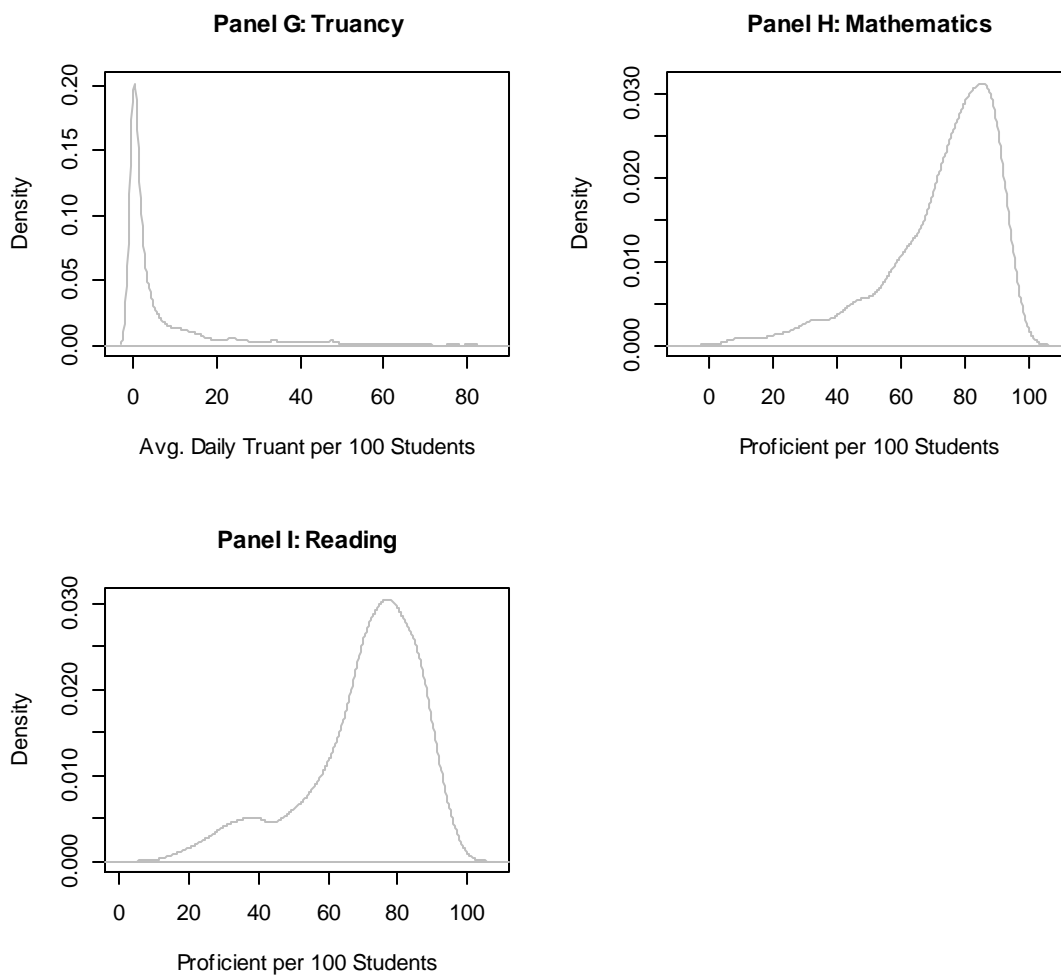 Panel G: Truancy
Density
0.00 0.05 0.10 0.15 0.20
0 20 40 60 80
Avg. Daily Truant per 100 Students
Panel H: Mathematics
Density
0.000 0.010 0.020 0.030
0 20 40 60 80 100
Proficient per 100 Students
Panel I: Reading
Density
0.000 0.010 0.020 0.030
0 20 40 60 80 100
Proficient per 100 Students